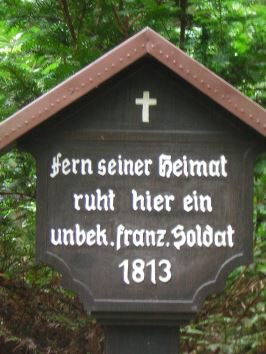 fern seiner Heimat
ruht hier ein
unbek. franz. Soldat
1813